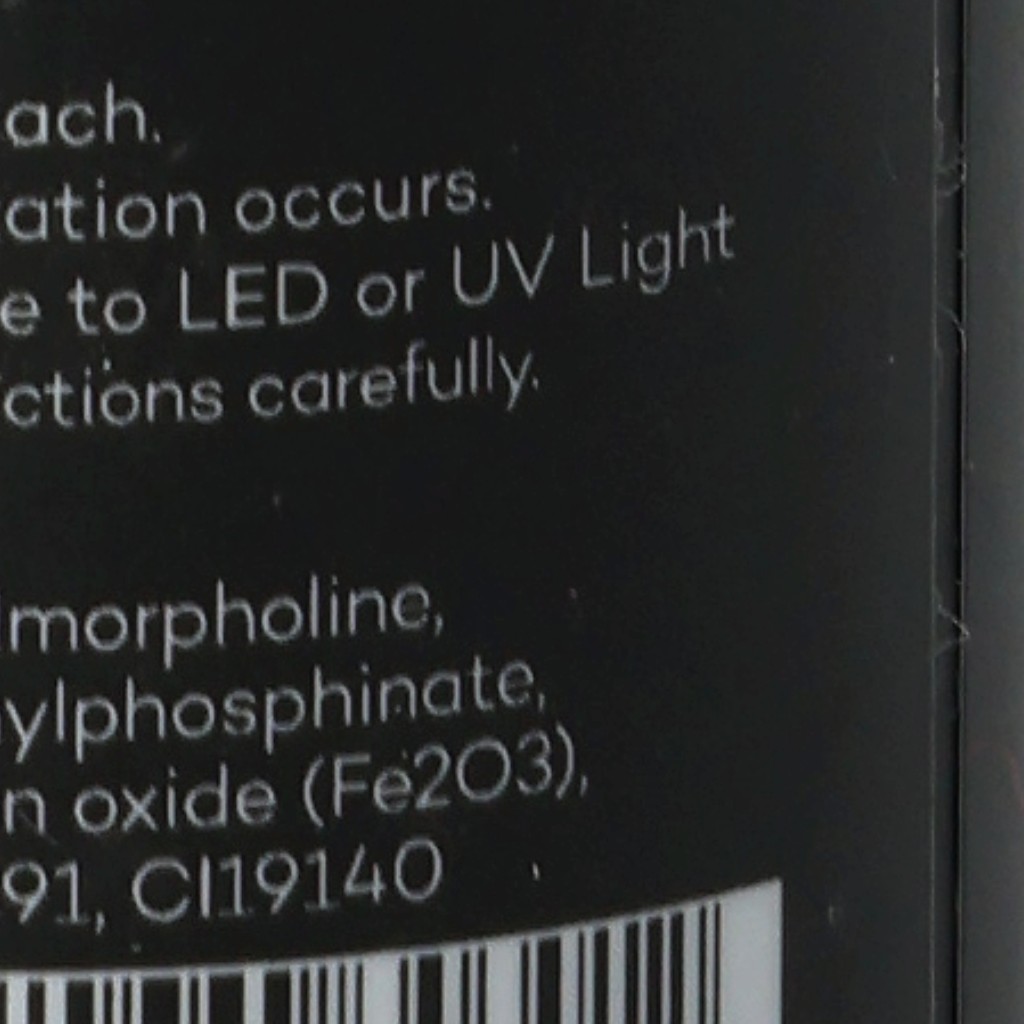 ach.
ation occurs.
e to LED or UV Light
ctions carefully.
morpholine,
ylphosphinate,
n oxide (Fe2O3),
91, CI19140